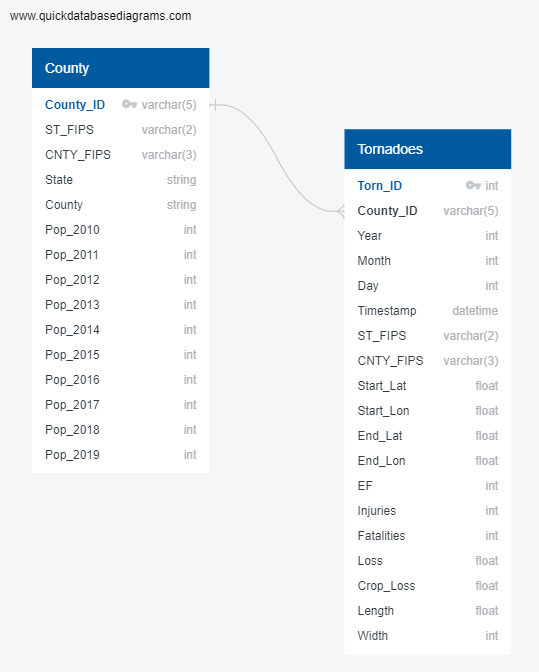 www.quickdatabasediagrams.com
County
County_ID varchar(5)
ST_FIPS varchar(2)
CNTY_FIPS varchar(3)
State string
County string
Pop_2010 int
Pop_2011 int
Pop_2012 int
Pop_2013 int
Pop_2014 int
Pop_2015 int
Pop_2016 int
Pop_2017 int
Pop_2018 int
Pop_2019 int
Tornadoes
Torn_ID int
County_ID varchar(5)
Year int
Month int
Day int
Timestamp datetime
ST_FIPS varchar(2)
CNTY_FIPS varchar(3)
Start_Lat float
Start_Lon float
End_Lat float
End_Lon float
EF int
Injuries int
Fatalities int
Loss float
Crop_Loss float
Length float
Width int